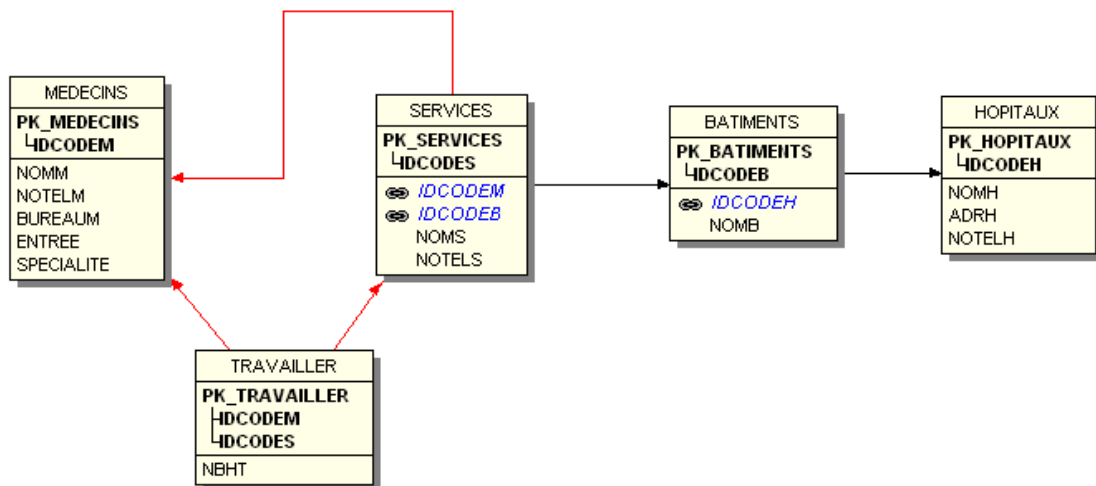 MEDECINS
PK_MEDECINS
IDCODEM
NOMM
NOTELM
BUREAUM
ENTREE
SPECIALITE
SERVICES
PK_SERVICES
IDCODES
IDCODEM
IDCODEB
NOMS
NOTELS
BATIMENTS
PK_BATIMENTS
IDCODEB
IDCODEH
NOMB
HOPITAUX
PK_HOPITAUX
IDCODEH
NOMH
ADRH
NOTELH
TRAVAILLER
PK_TRAVAILLER
IDCODEM
IDCODES
NBHT